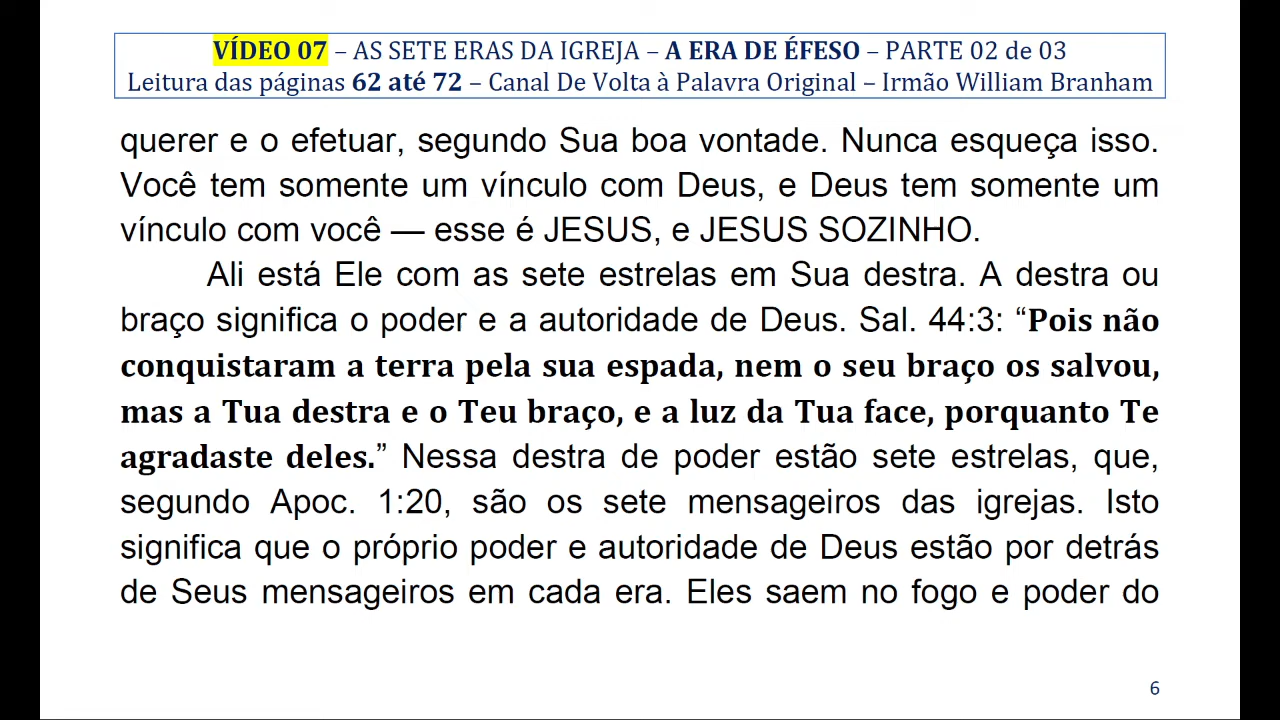 VÍDEO 07 – AS SETE ERAS DA IGREJA – A ERA DE ÉFESO – PARTE 02 de 03
Leitura das páginas 62 até 72 – Canal De Volta à Palavra Original – Irmão William Branham
querer e o efetuar, segundo Sua boa vontade. Nunca esqueça isso.
Você tem somente um vínculo com Deus, e Deus tem somente um
vínculo com você — esse é JESUS, e JESUS SOZINHO.
Ali está Ele com as sete estrelas em Sua destra. A destra ou
braço significa o poder e a autoridade de Deus. Sal. 44:3: “Pois não
conquistaram a terra pela sua espada, nem o seu braço os salvou,
mas a Tua destra e o Teu braço, e a luz da Tua face, porquanto Te
agradaste deles.” Nessa destra de poder estão sete estrelas, que,
segundo Apoc. 1:20, são os sete mensageiros das igrejas. Isto
significa que o próprio poder e autoridade de Deus estão por detrás
de Seus mensageiros em cada era. Eles saem no fogo e poder do
6